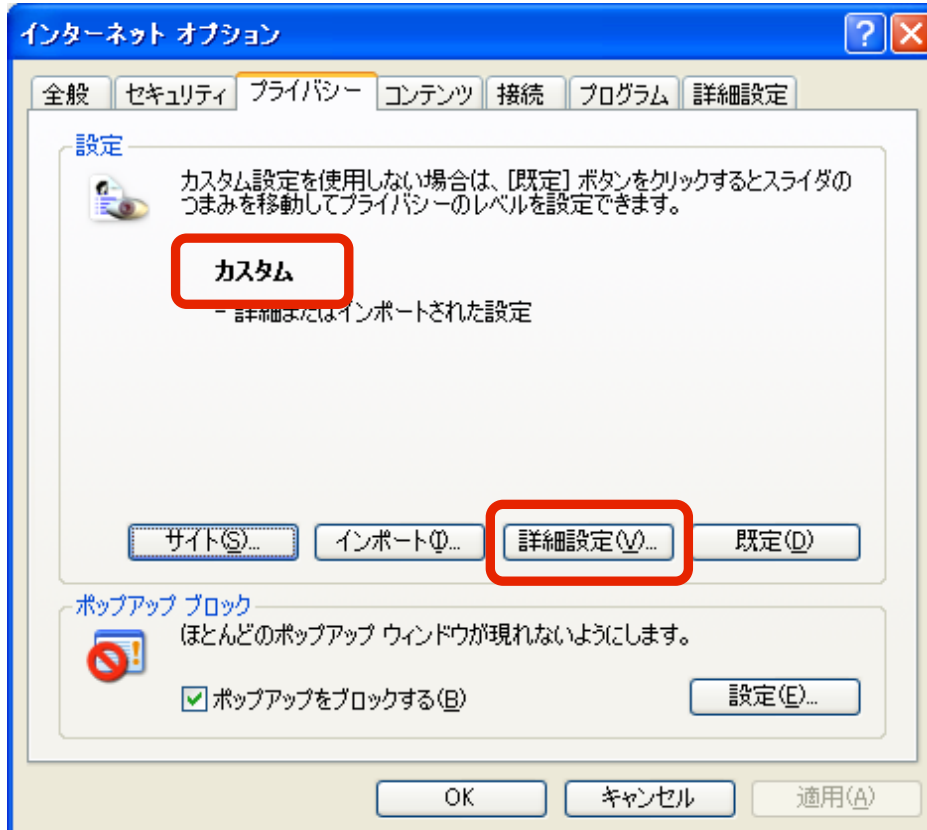 インターネット オプション
全般 セキュリティ プライバシー コンテンツ 接続 プログラム 詳細設定
設定
カスタム設定を使用しない場合は、[既定] ボタンをクリックするとスライダの
つまみを移動してプライバシーのレベルを設定できます。
カスタム
- 詳細またはインポートされた設定
サイト(S)... インポート(I)... 詳細設定(V)... 既定(D)
ポップアップ ブロック
ほとんどのポップアップ ウィンドウが現れないようにします。
ポップアップをブロックする(B) 設定(E)...
OK キャンセル 適用(A)